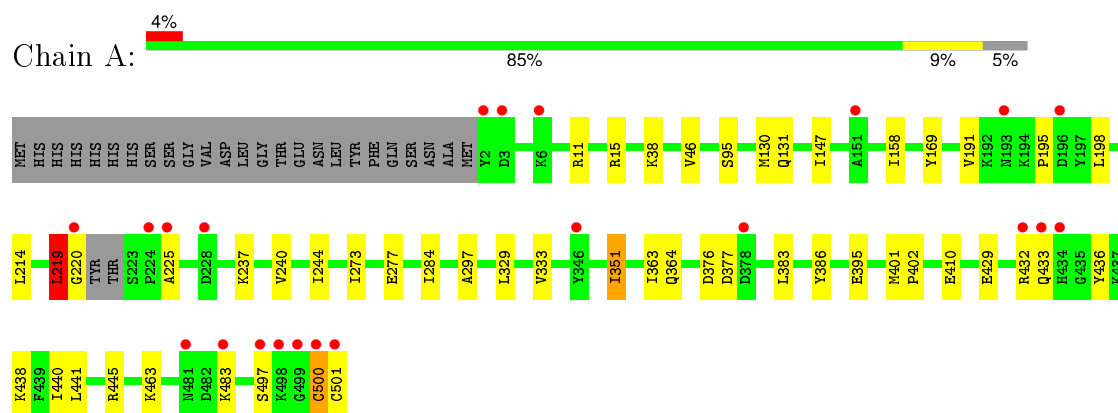 4%
Chain A:
85% 9% 5%
MET HIS HIS HIS HIS HIS HIS SER SER GLY VAL ASP LEU GLY THR GLU ASN LEU TYR PHE GLN SER ASN ALA MET Y2 D3 K6 R11 R15 K38 V46 S95 M130 Q131 I147 A151 I158 Y169 V191 K192 N193 K194 P195 D196 Y197 L198
L214 L219 G220 TYR THR S223 P224 A225 D228 K237 V240 I244 I273 E277 I284 A297 L329 V333 Y346 I351 I363 Q364 D376 D377 D378 L383 Y386 E395 M401 P402 E410 E429 R432 Q433 H434 G435 Y436 K437
K438 F439 I440 L441 R445 K463 N481 D482 K483 S497 K498 G499 C500 C501